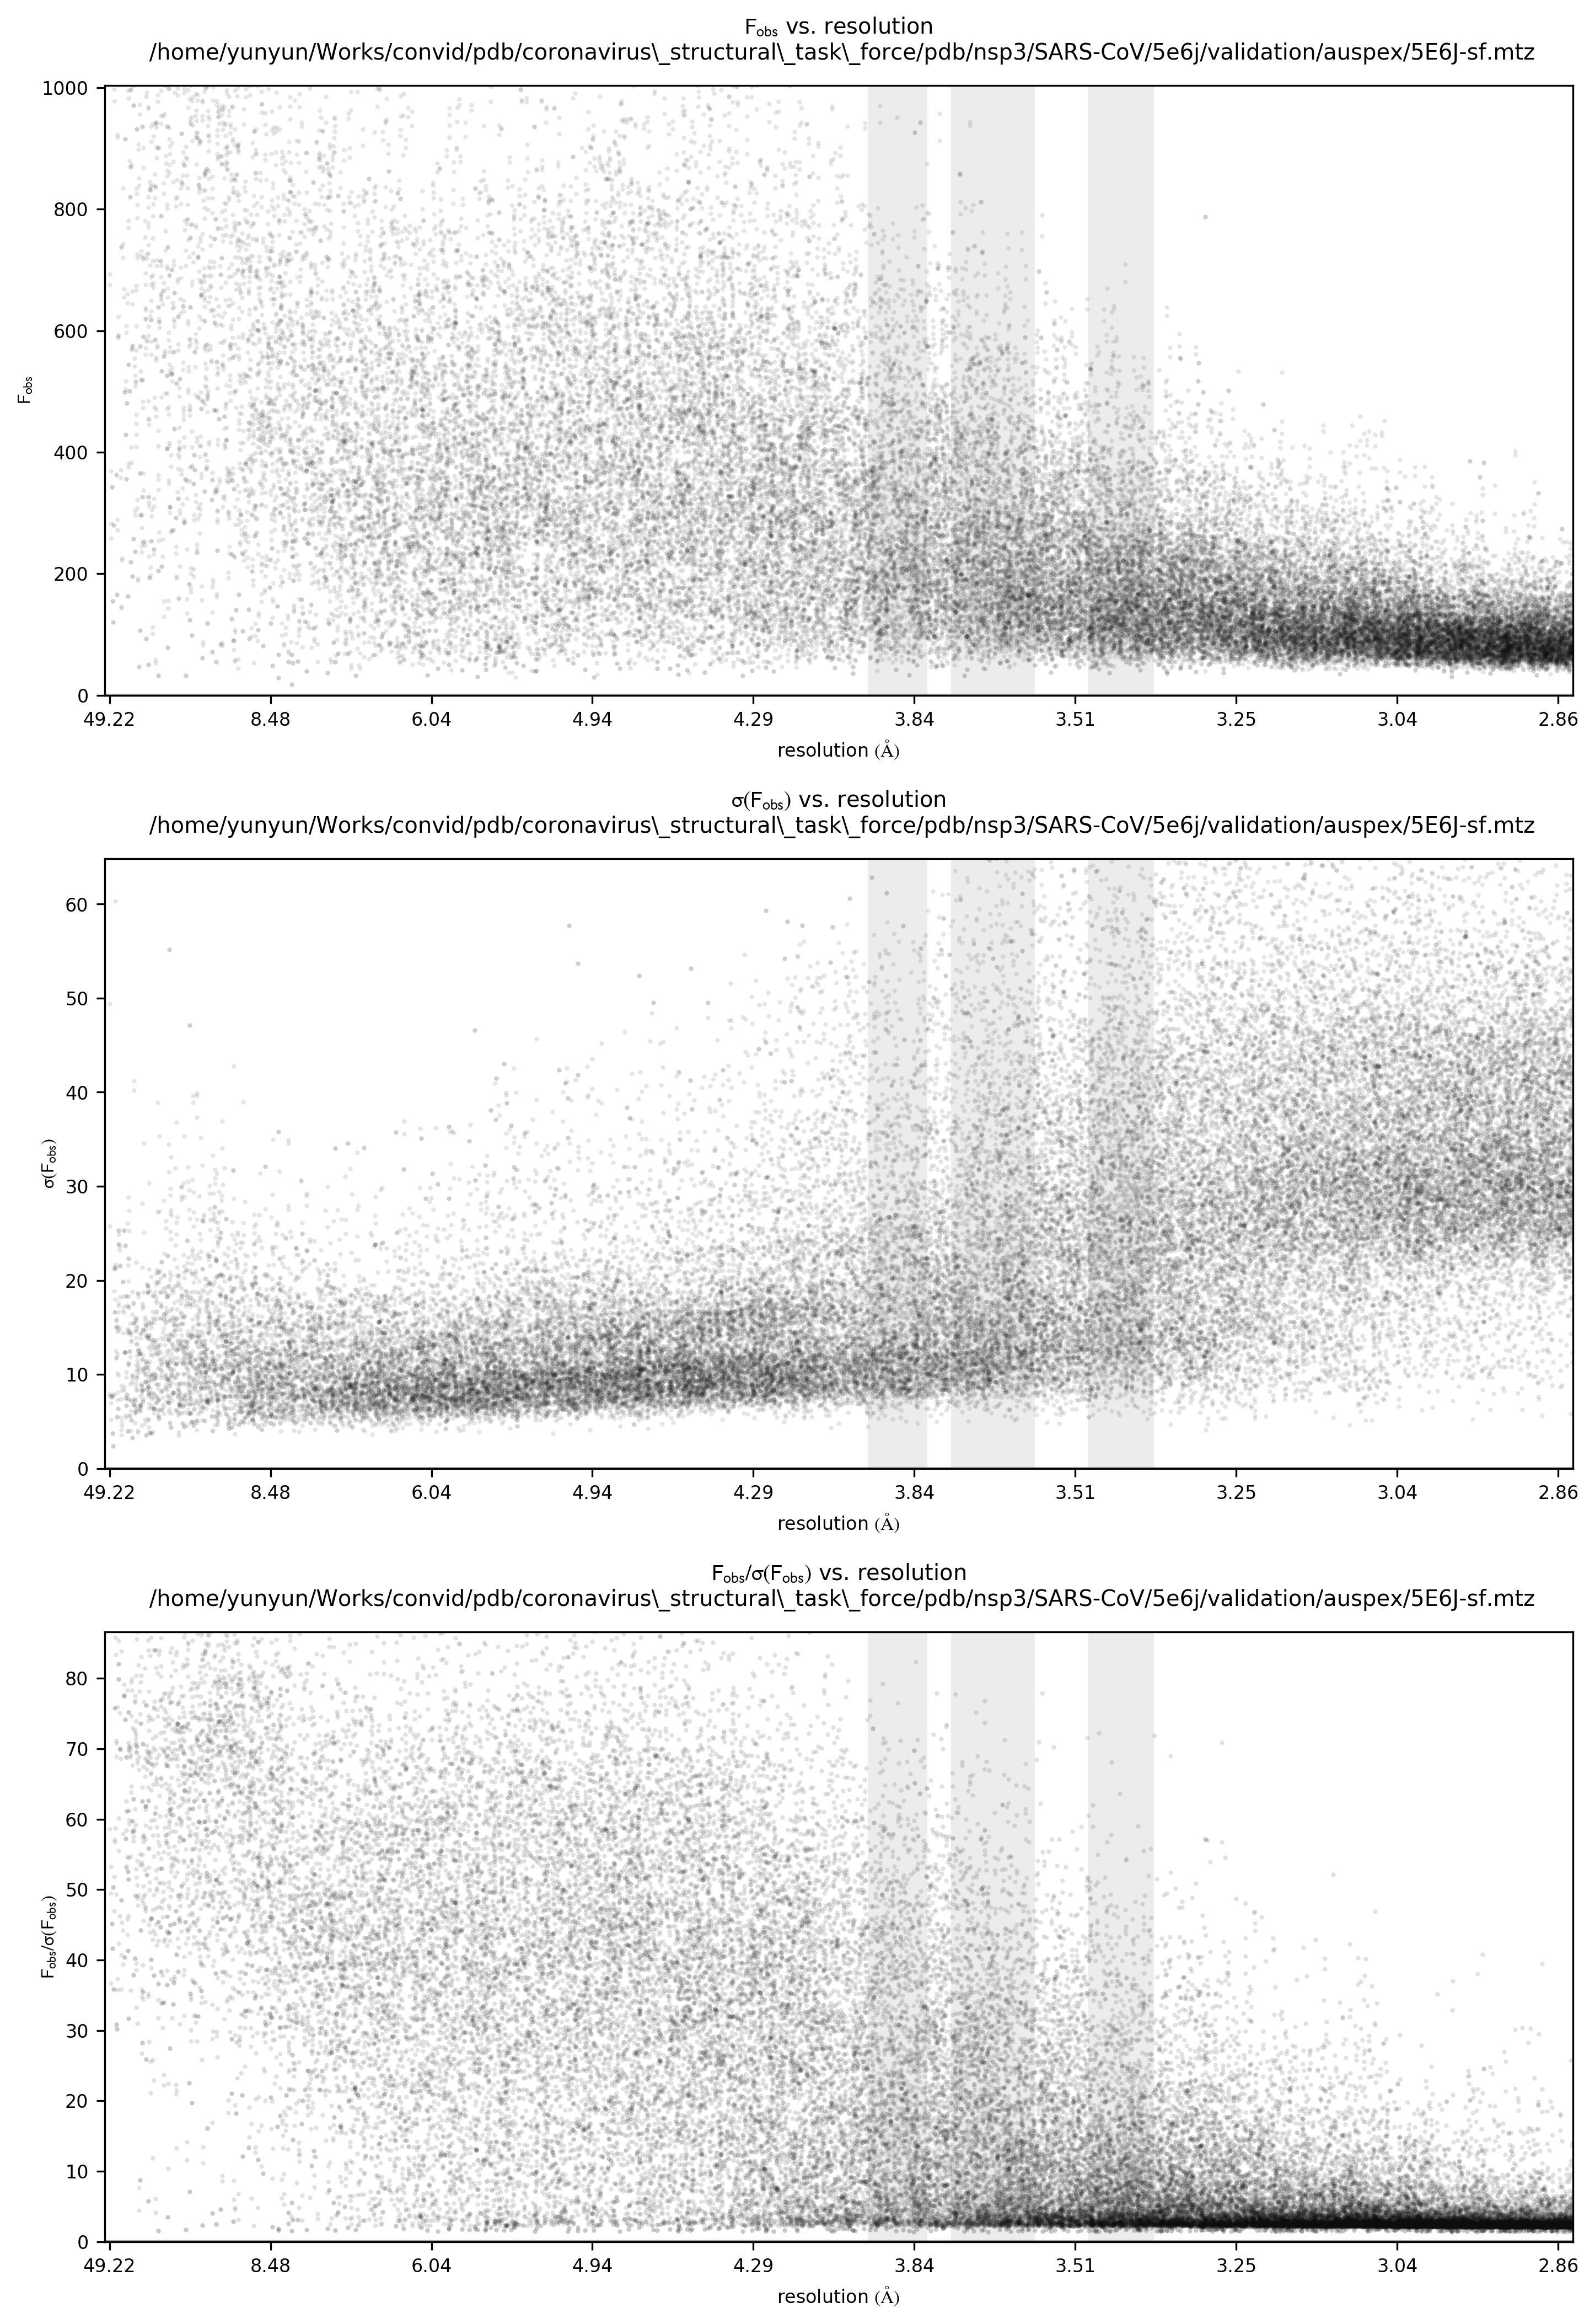 Fobs vs. resolution
/home/yunyun/Works/convid/pdb/coronavirus\_structural\_task\_force/pdb/nsp3/SARS-CoV/5e6j/validation/auspex/5E6J-sf.mtz
1000
800
600
400
200
0
Fobs
49.22 8.48 6.04 4.94 4.29 3.84 3.51 3.25 3.04 2.86
resolution (Å)
σ(Fobs) vs. resolution
/home/yunyun/Works/convid/pdb/coronavirus\_structural\_task\_force/pdb/nsp3/SARS-CoV/5e6j/validation/auspex/5E6J-sf.mtz
60
50
40
30
20
10
0
σ(Fobs)
49.22 8.48 6.04 4.94 4.29 3.84 3.51 3.25 3.04 2.86
resolution (Å)
Fobs/σ(Fobs) vs. resolution
/home/yunyun/Works/convid/pdb/coronavirus\_structural\_task\_force/pdb/nsp3/SARS-CoV/5e6j/validation/auspex/5E6J-sf.mtz
80
70
60
50
40
30
20
10
0
Fobs/σ(Fobs)
49.22 8.48 6.04 4.94 4.29 3.84 3.51 3.25 3.04 2.86
resolution (Å)